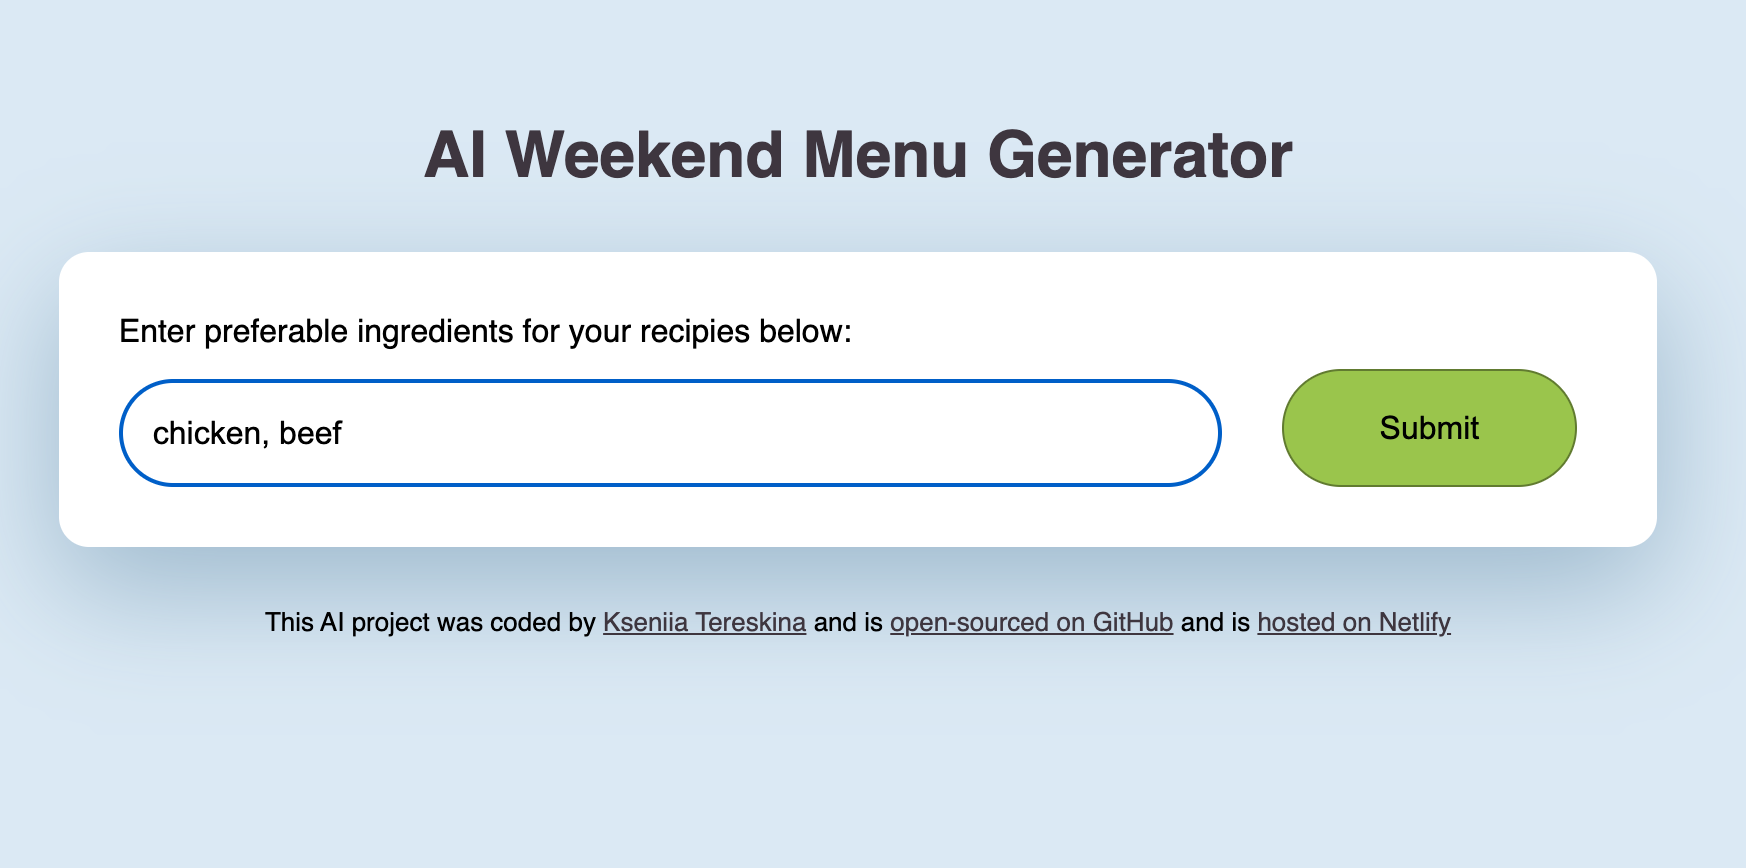 AI Weekend Menu Generator
Enter preferable ingredients for your recipies below:
chicken, beef
Submit
This AI project was coded by Kseniia Tereskina and is open-sourced on GitHub and is hosted on Netlify